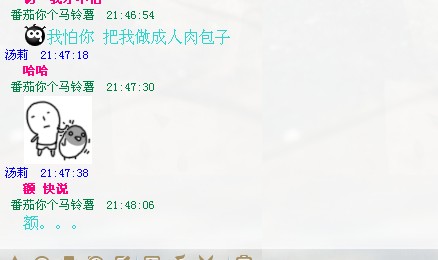 番茄你个马铃薯 21:46:54
我怕你 把我做成人肉包子
汤莉 21:47:18
哈哈
番茄你个马铃薯 21:47:30
汤莉 21:47:38
额 快说
番茄你个马铃薯 21:48:06
额。。。